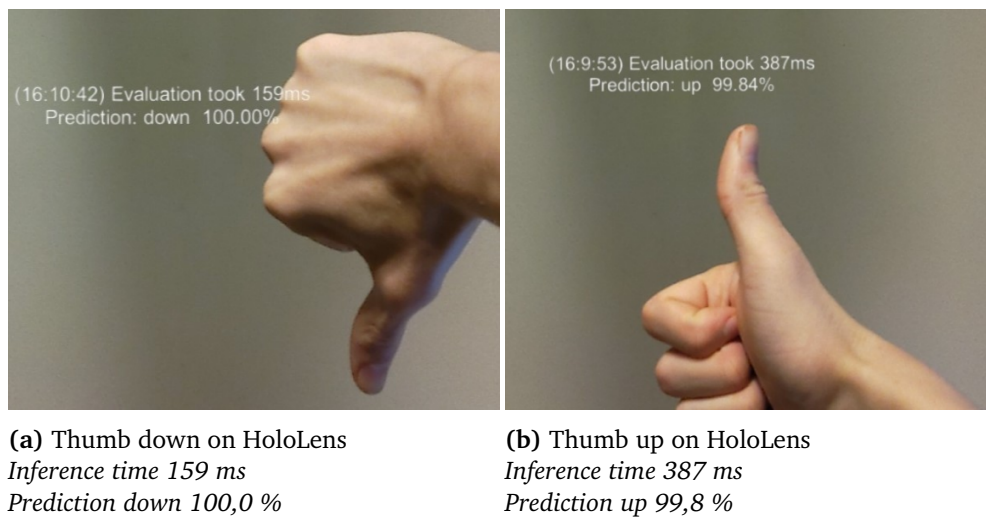 (16:10:42) Evaluation took 159ms
Prediction: down 100.00%
(16:9:53) Evaluation took 387ms
Prediction: up 99.84%
(a) Thumb down on HoloLens
Inference time 159 ms
Prediction down 100,0 %
(b) Thumb up on HoloLens
Inference time 387 ms
Prediction up 99,8 %